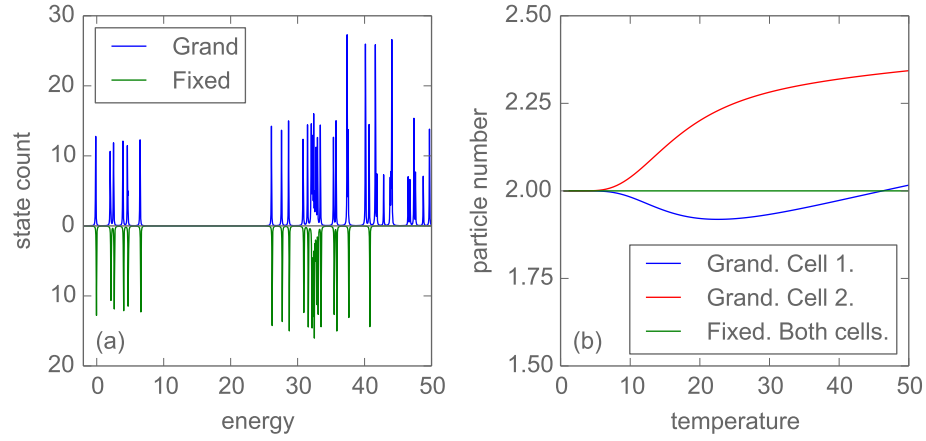 30
20
10
0
10
20
state count
Grand
Fixed
(a)
0 10 20 30 40 50
energy
2.50
2.25
2.00
1.75
1.50
particle number
Grand. Cell 1.
Grand. Cell 2.
Fixed. Both cells.
(b)
0 10 20 30 40 50
temperature